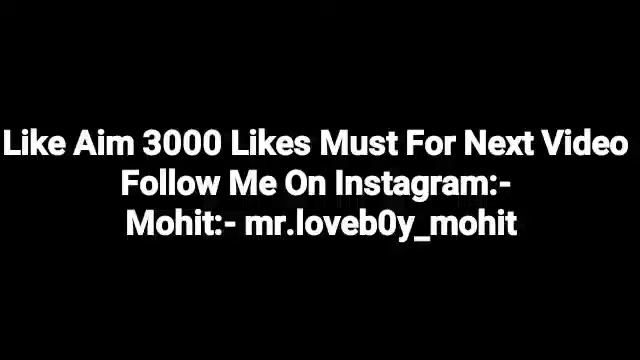 Like Aim 3000 Likes Must For Next Video
Follow Me On Instagram:-
Mohit:- mr.loveb0y_mohit